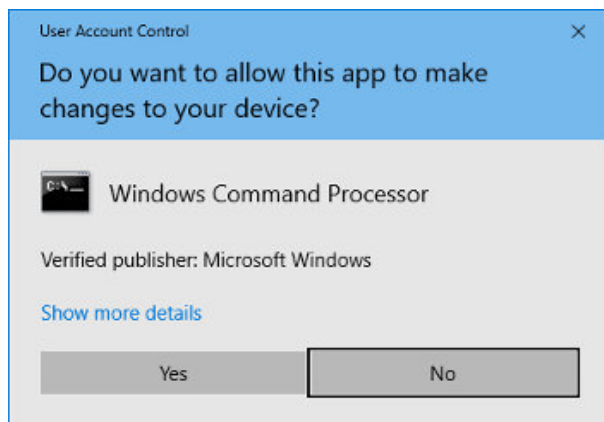 User Account Control
Do you want to allow this app to make
changes to your device?
C:\_
Windows Command Processor
Verified publisher: Microsoft Windows
Show more details
Yes
No